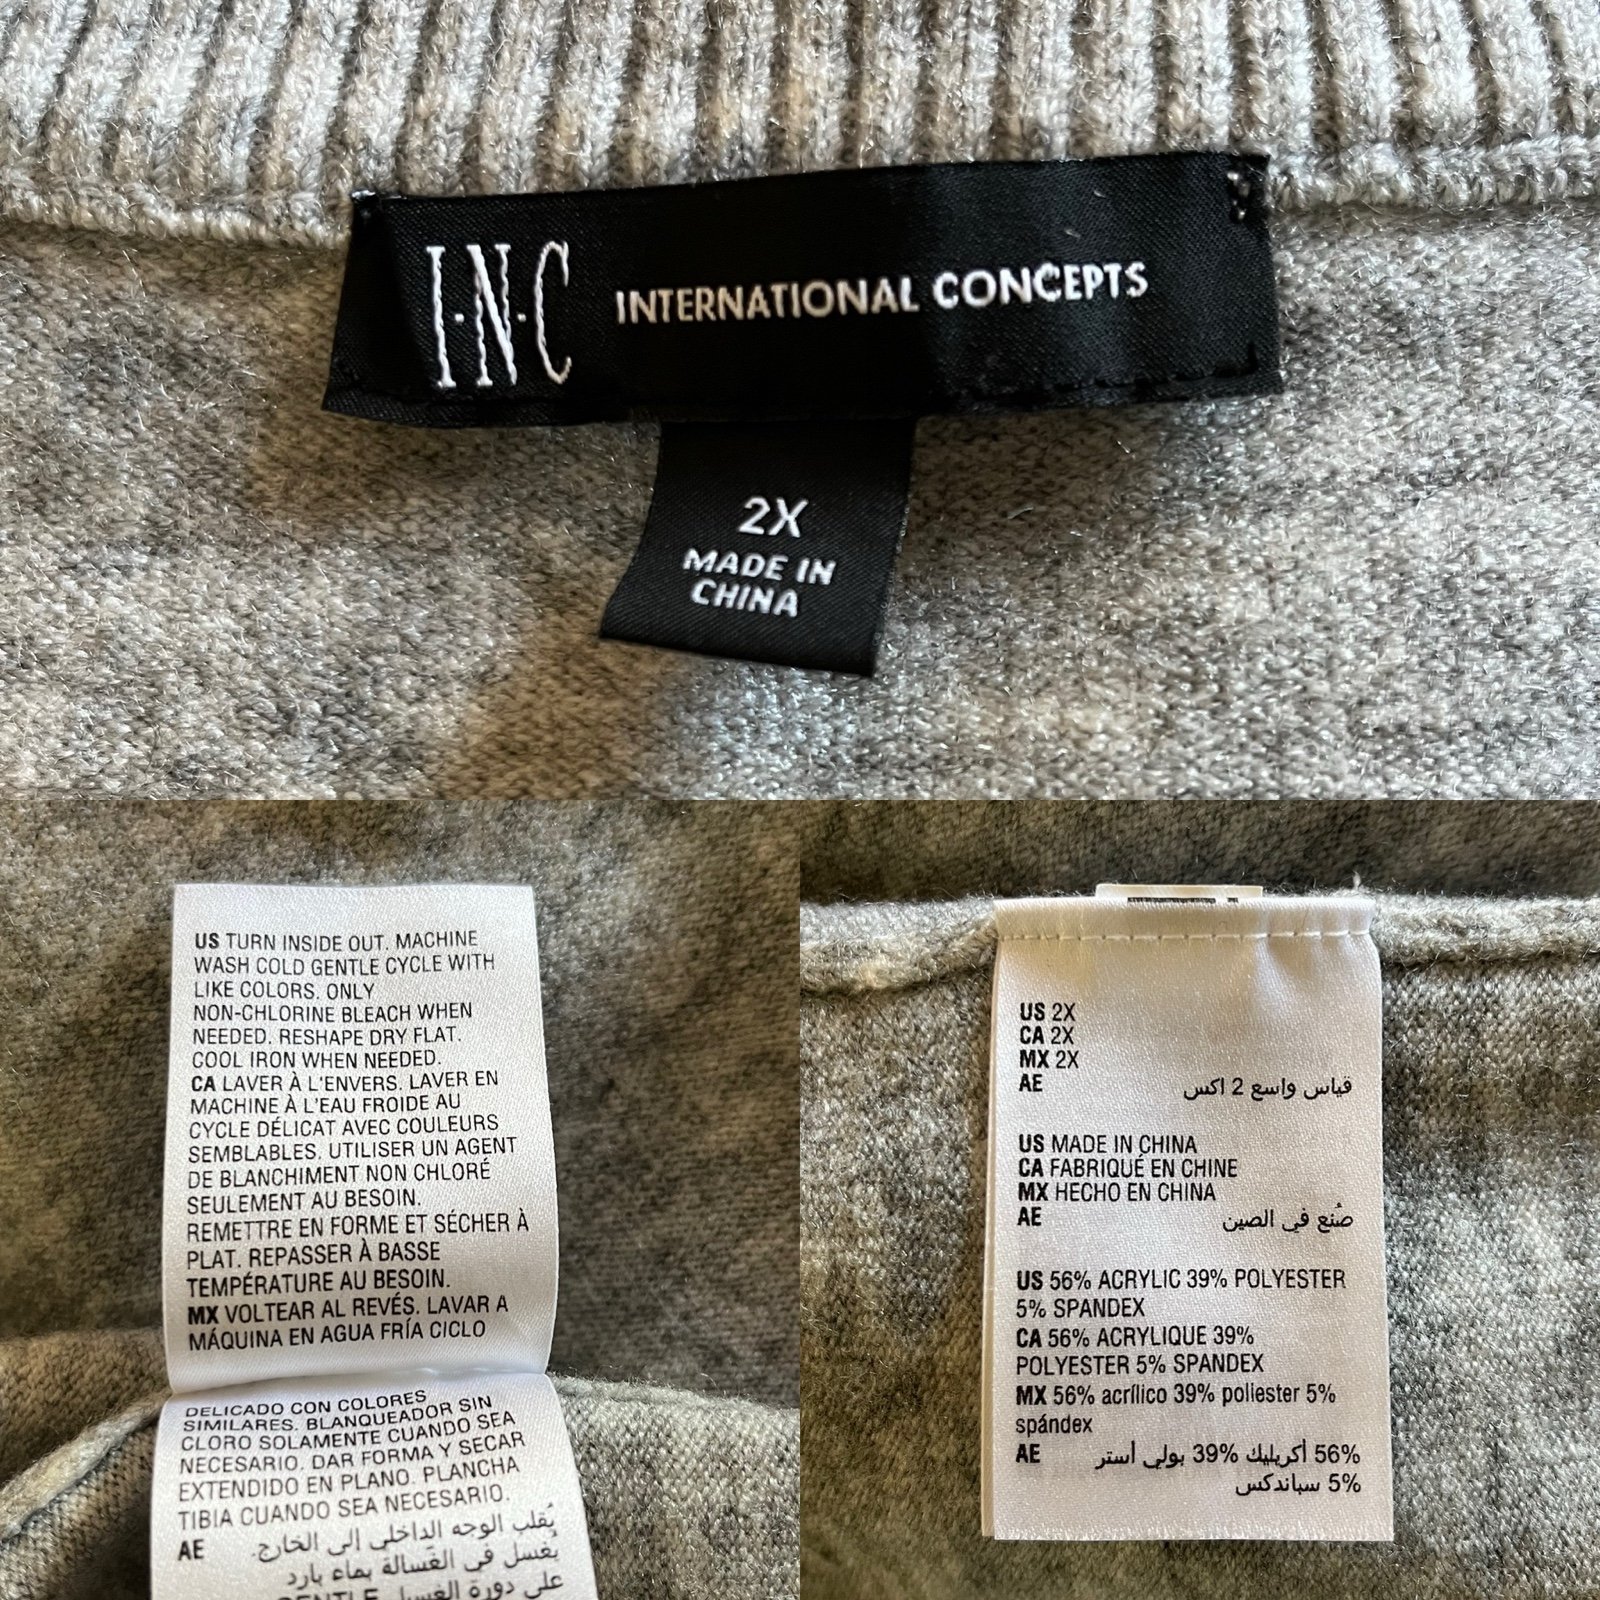 I·N·C INTERNATIONAL CONCEPTS
2X
MADE IN
CHINA
US TURN INSIDE OUT. MACHINE
WASH COLD GENTLE CYCLE WITH
LIKE COLORS. ONLY
NON-CHLORINE BLEACH WHEN
NEEDED. RESHAPE DRY FLAT.
COOL IRON WHEN NEEDED.
CA LAVER À L'ENVERS. LAVER EN
MACHINE À L'EAU FROIDE AU
CYCLE DÉLICAT AVEC COULEURS
SEMBLABLES. UTILISER UN AGENT
DE BLANCHIMENT NON CHLORÉ
SEULEMENT AU BESOIN.
REMETTRE EN FORME ET SÉCHER À
PLAT. REPASSER À BASSE
TEMPÉRATURE AU BESOIN.
MX VOLTEAR AL REVÉS. LAVAR A
MÁQUINA EN AGUA FRÍA CICLO
DELICADO CON COLORES
SIMILARES. BLANQUEADOR SIN
CLORO SOLAMENTE CUANDO SEA
NECESARIO. DAR FORMA Y SECAR
EXTENDIDO EN PLANO. PLANCHA
TIBIA CUANDO SEA NECESARIO.
AE يُقلب الوجه الداخلي إلى الخارج.
يُغسل في الغسالة بماء بارد
على دورة الغسيل GENTLE
US 2X
CA 2X
MX 2X
AE قياس واسع 2 اكس
US MADE IN CHINA
CA FABRIQUÉ EN CHINE
MX HECHO EN CHINA
AE صُنع في الصين
US 56% ACRYLIC 39% POLYESTER
5% SPANDEX
CA 56% ACRYLIQUE 39%
POLYESTER 5% SPANDEX
MX 56% acrílico 39% poliester 5%
spándex
AE 56% أكريليك 39% بولي أستر
5% سباندكس